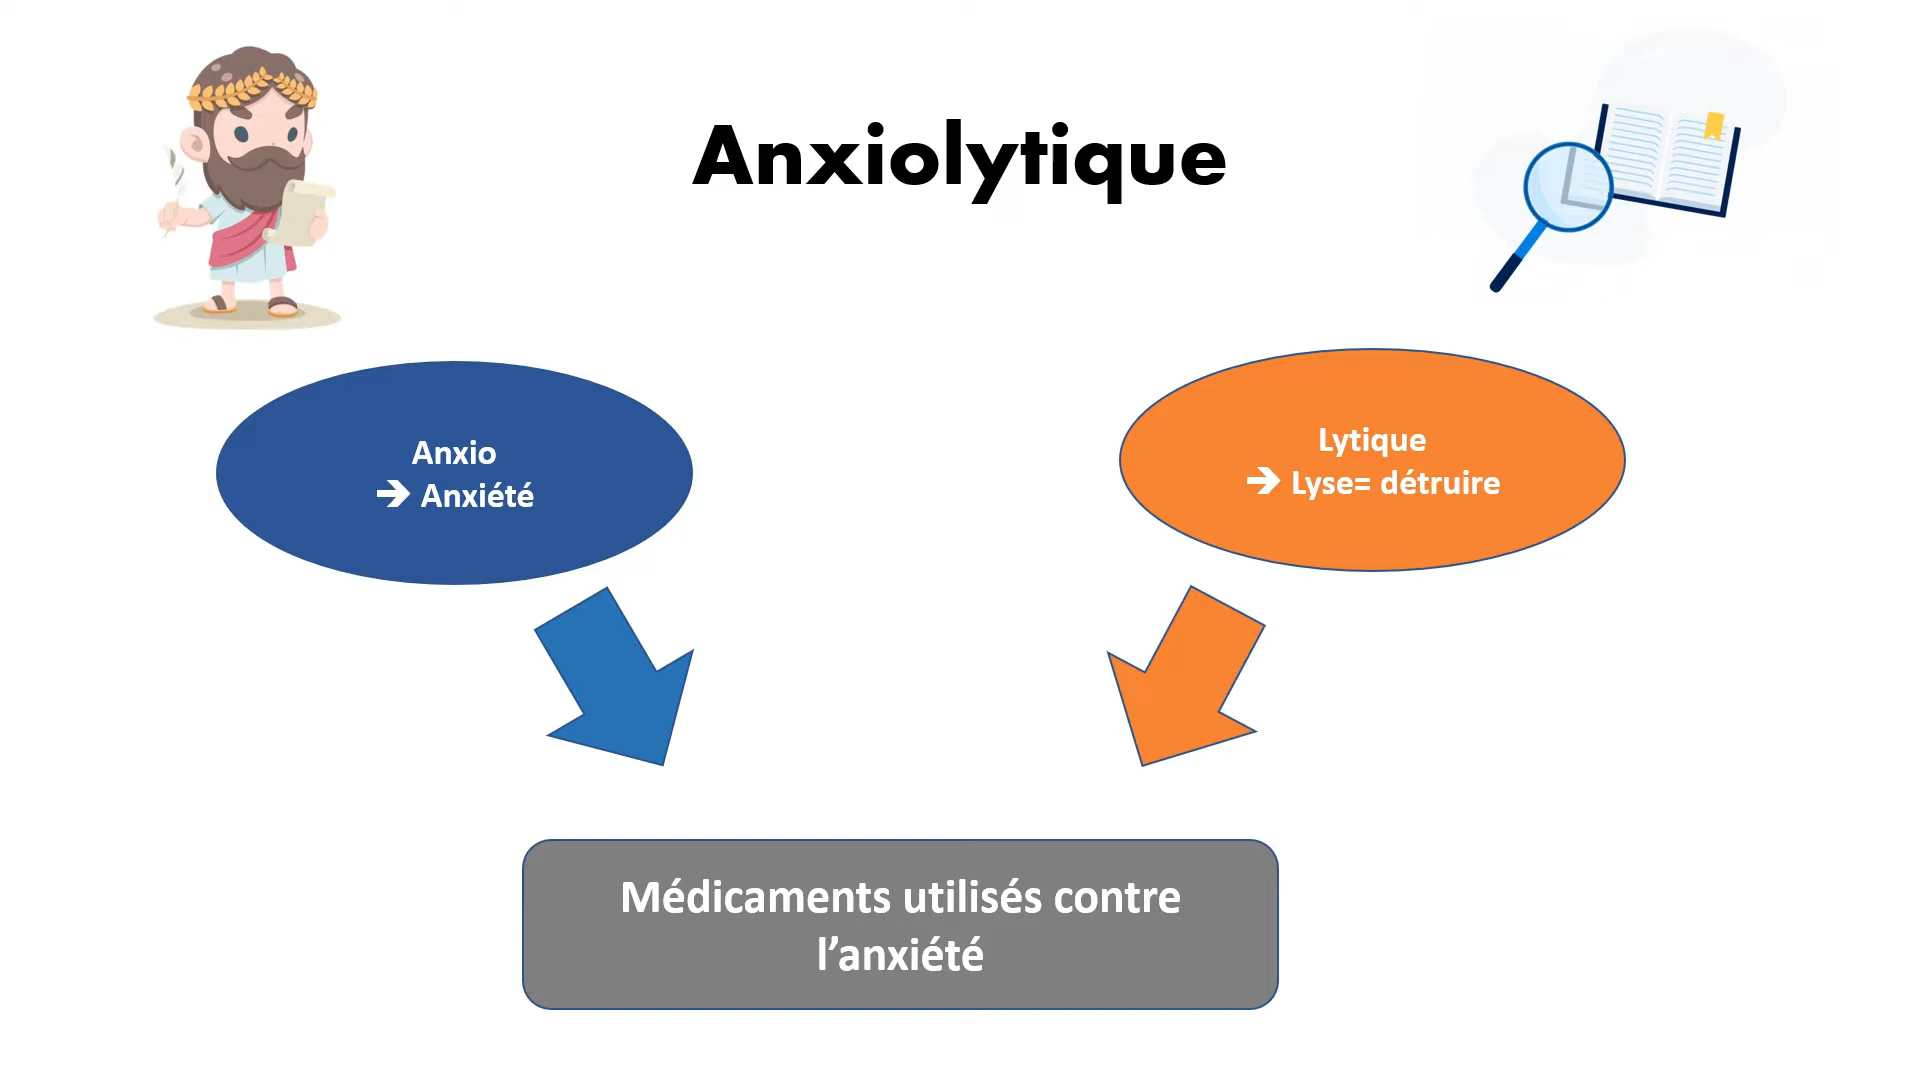 Anxiolytique
Anxio
➔ Anxiété
Lytique
➔ Lyse= détruire
Médicaments utilisés contre
l’anxiété